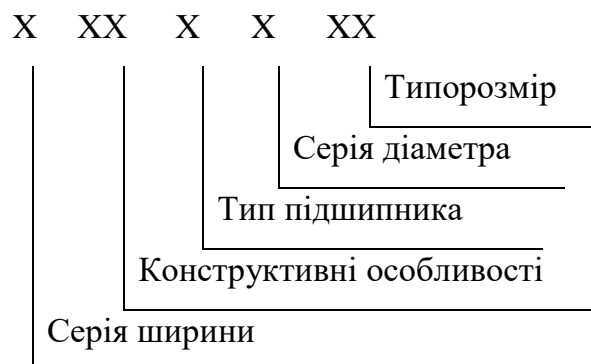 X XX X X XX
Типорозмір
Серія діаметра
Тип підшипника
Конструктивні особливості
Серія ширини